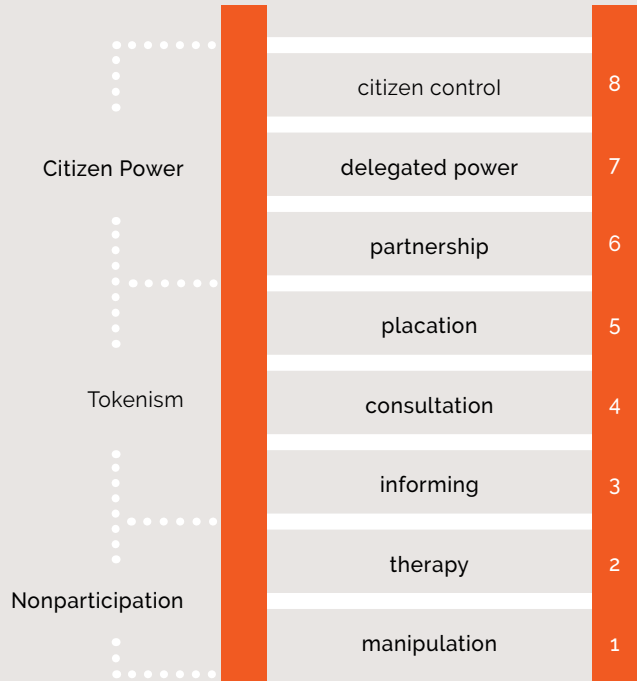 citizen control
8
Citizen Power
delegated power
7
partnership
6
placation
5
Tokenism
consultation
4
informing
3
therapy
2
Nonparticipation
manipulation
1